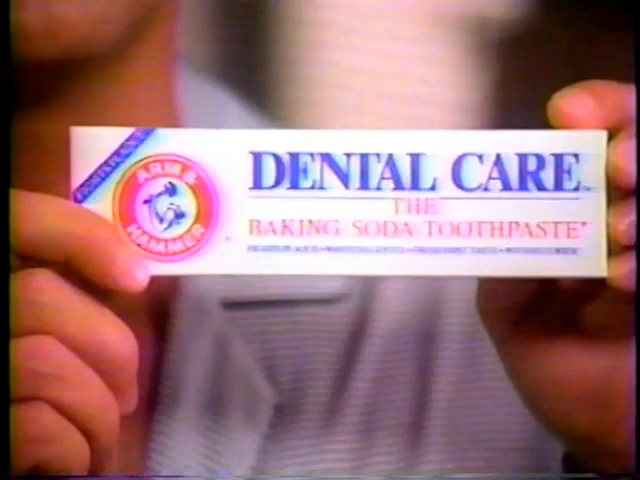 ARM &
HAMMER
DENTAL CARE
THE
BAKING SODA TOOTHPASTE